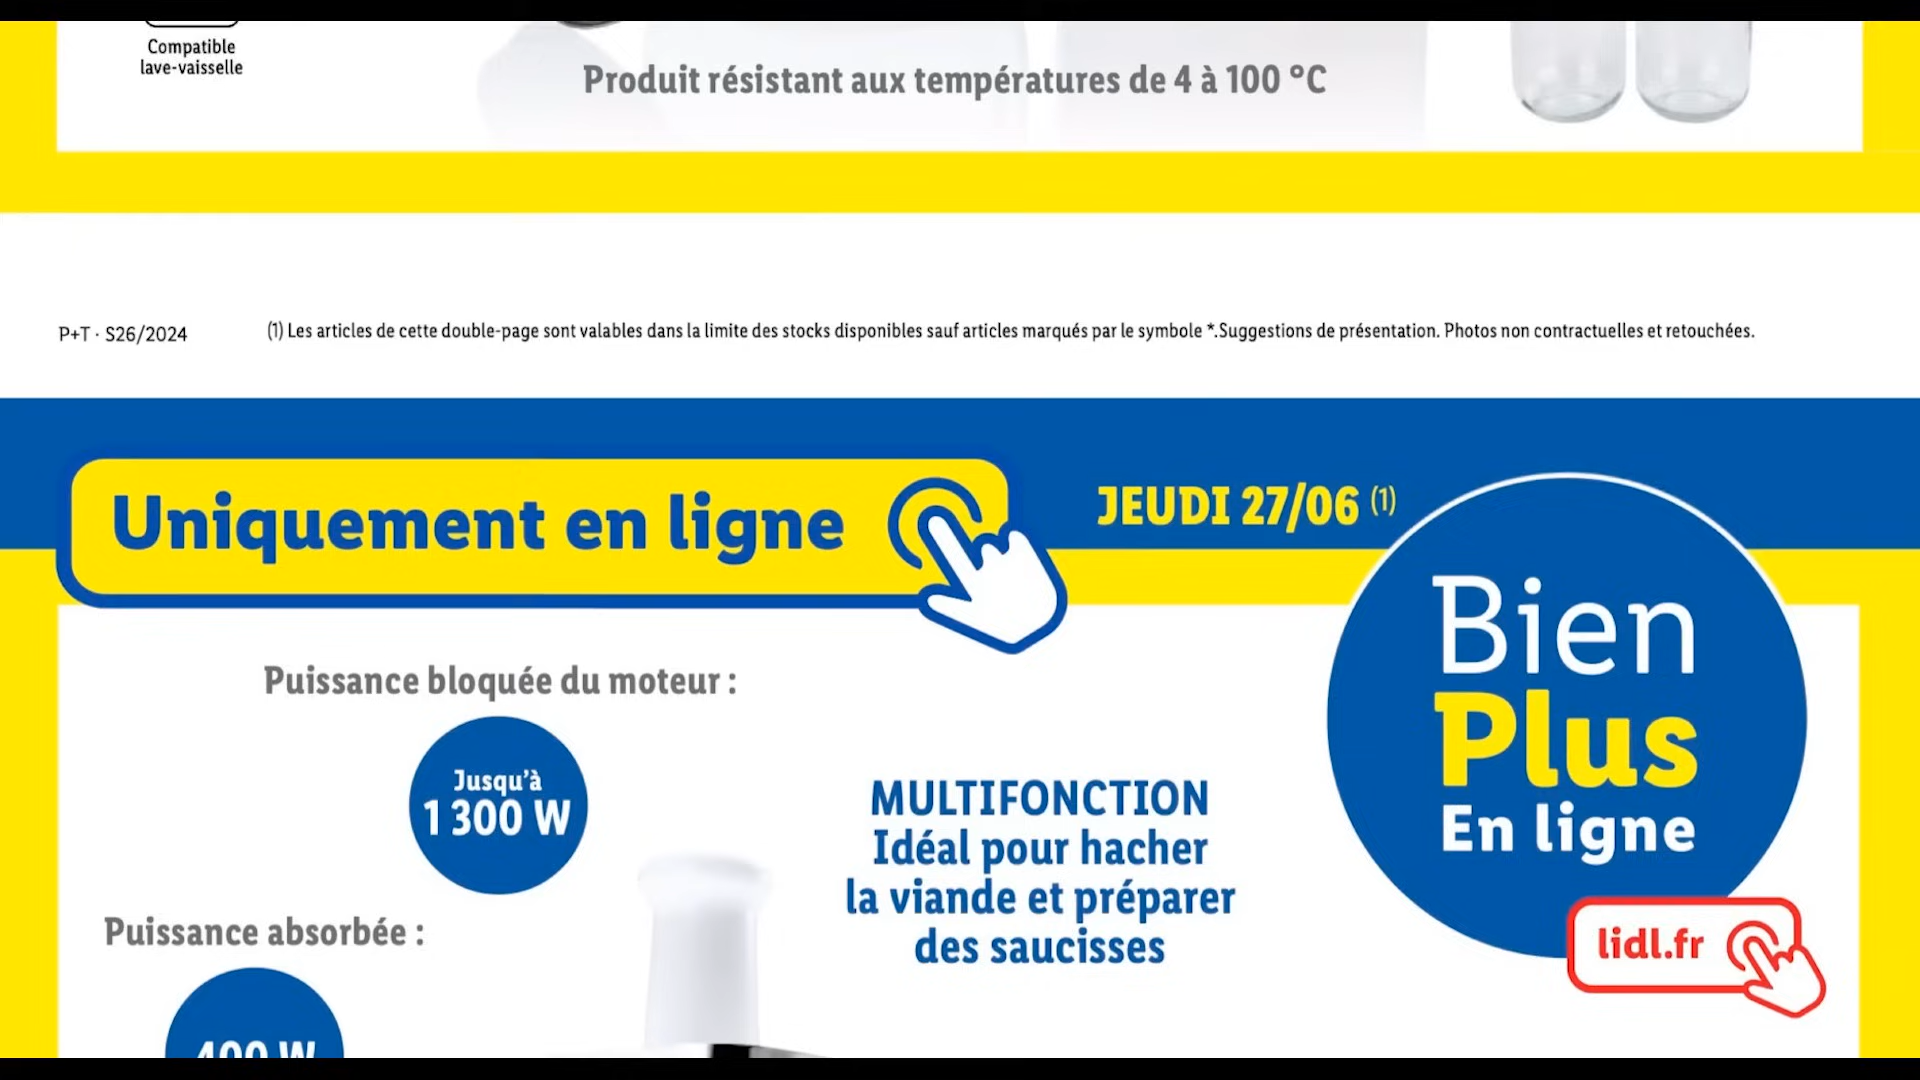 Compatible
lave-vaisselle
Produit résistant aux températures de 4 à 100 °C
P+T · S26/2024
(1) Les articles de cette double-page sont valables dans la limite des stocks disponibles sauf articles marqués par le symbole *.Suggestions de présentation. Photos non contractuelles et retouchées.
Uniquement en ligne
JEUDI 27/06 (1)
Bien
Plus
En ligne
lidl.fr
Puissance bloquée du moteur :
Jusqu'à
1 300 W
MULTIFONCTION
Idéal pour hacher
la viande et préparer
des saucisses
Puissance absorbée :
400 W